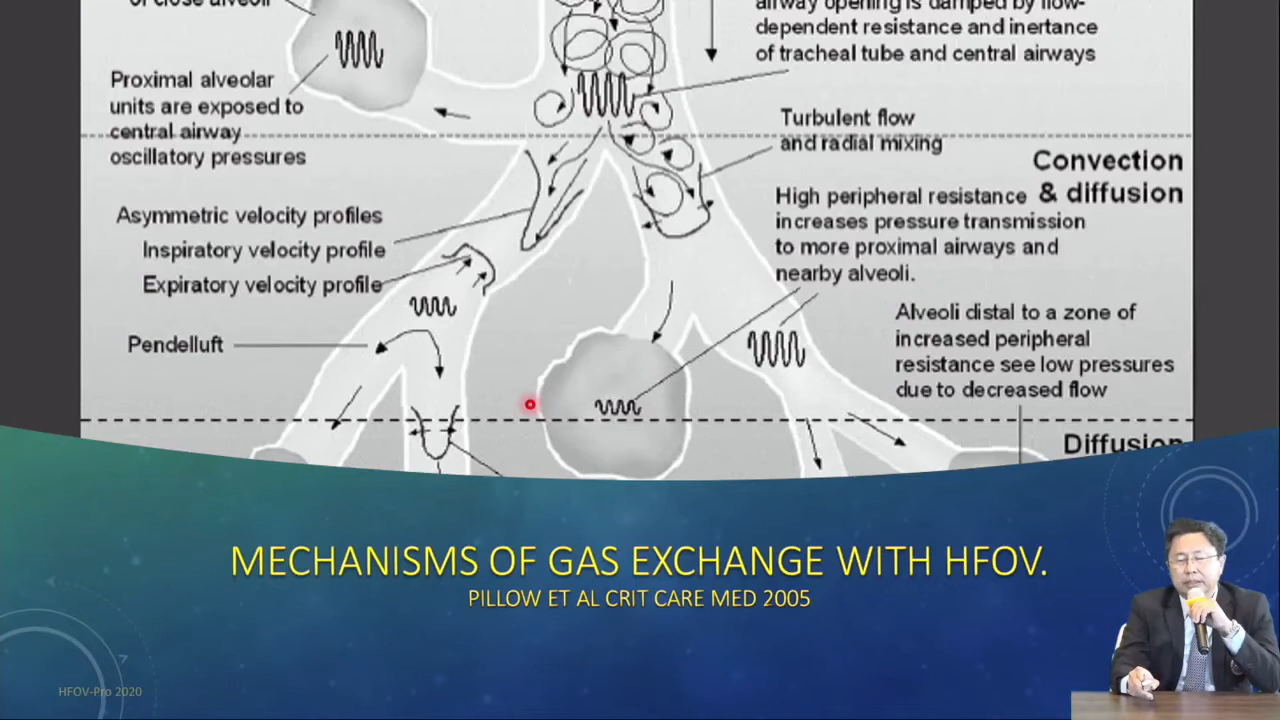 of close alveoli
Proximal alveolar
units are exposed to
central airway
oscillatory pressures
airway opening is damped by flow-
dependent resistance and inertance
of tracheal tube and central airways
Turbulent flow
and radial mixing
Convection
& diffusion
Asymmetric velocity profiles
Inspiratory velocity profile
Expiratory velocity profile
High peripheral resistance
increases pressure transmission
to more proximal airways and
nearby alveoli.
Pendelluft
Alveoli distal to a zone of
increased peripheral
resistance see low pressures
due to decreased flow
Diffusion
MECHANISMS OF GAS EXCHANGE WITH HFOV.
PILLOW ET AL CRIT CARE MED 2005
HFOV-Pro 2020